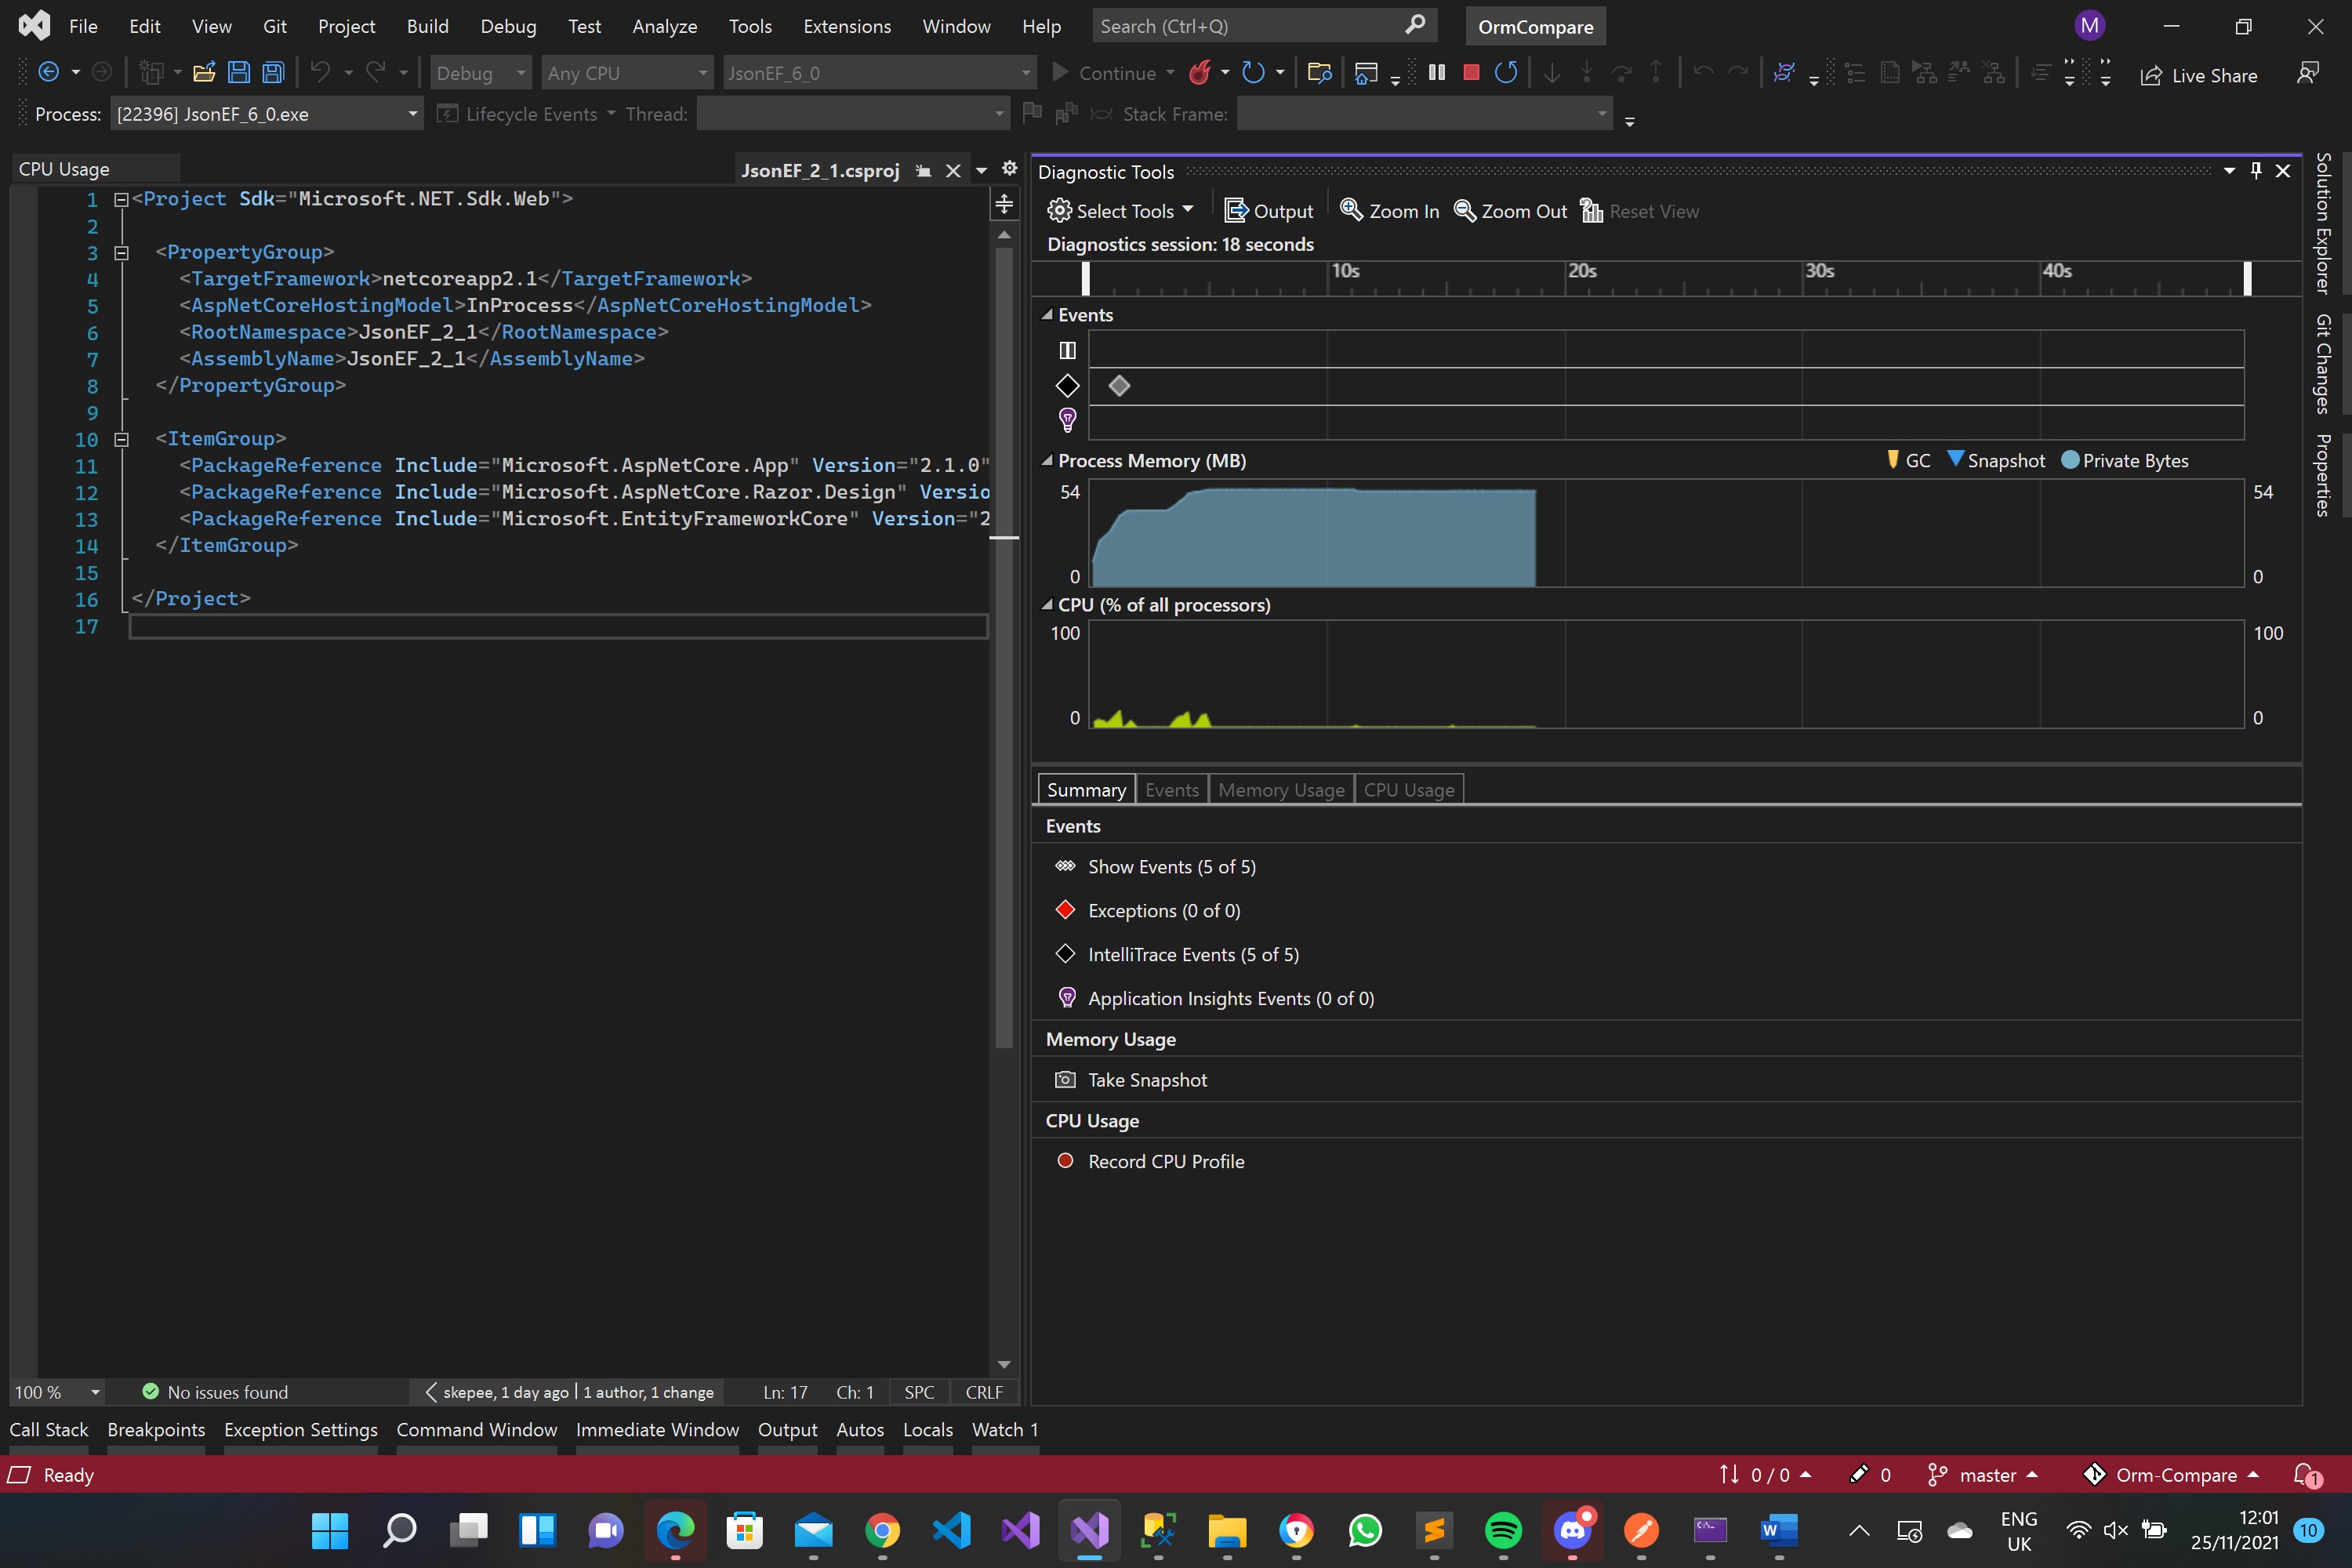 File Edit View Git Project Build Debug Test Analyze Tools Extensions Window Help Search (Ctrl+Q) OrmCompare M
Debug Any CPU JsonEF_6_0 Continue Live Share
Process: [22396] JsonEF_6_0.exe Lifecycle Events Thread: Stack Frame:
CPU Usage JsonEF_2_1.csproj
1 <Project Sdk="Microsoft.NET.Sdk.Web">
2
3 <PropertyGroup>
4 <TargetFramework>netcoreapp2.1</TargetFramework>
5 <AspNetCoreHostingModel>InProcess</AspNetCoreHostingModel>
6 <RootNamespace>JsonEF_2_1</RootNamespace>
7 <AssemblyName>JsonEF_2_1</AssemblyName>
8 </PropertyGroup>
9
10 <ItemGroup>
11 <PackageReference Include="Microsoft.AspNetCore.App" Version="2.1.0"
12 <PackageReference Include="Microsoft.AspNetCore.Razor.Design" Versio
13 <PackageReference Include="Microsoft.EntityFrameworkCore" Version="2
14 </ItemGroup>
15
16 </Project>
17
100 % No issues found skepee, 1 day ago | 1 author, 1 change Ln: 17 Ch: 1 SPC CRLF
Diagnostic Tools
Select Tools Output Zoom In Zoom Out Reset View
Diagnostics session: 18 seconds
10s 20s 30s 40s
Events
Process Memory (MB) GC Snapshot Private Bytes
54 54
0 0
CPU (% of all processors)
100 100
0 0
Summary Events Memory Usage CPU Usage
Events
Show Events (5 of 5)
Exceptions (0 of 0)
IntelliTrace Events (5 of 5)
Application Insights Events (0 of 0)
Memory Usage
Take Snapshot
CPU Usage
Record CPU Profile
Solution Explorer
Git Changes
Properties
Call Stack Breakpoints Exception Settings Command Window Immediate Window Output Autos Locals Watch 1
Ready 0 / 0 0 master Orm-Compare 1
ENG 12:01
UK 25/11/2021 10